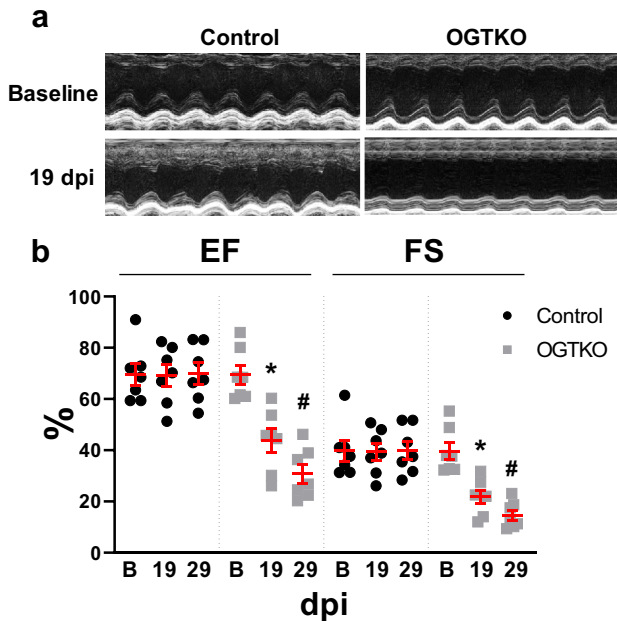 a
Control OGTKO
Baseline
19 dpi
b
EF FS
100
80
60
40
20
0
%
Control
OGTKO
* # * #
B 19 29 B 19 29 B 19 29 B 19 29
dpi